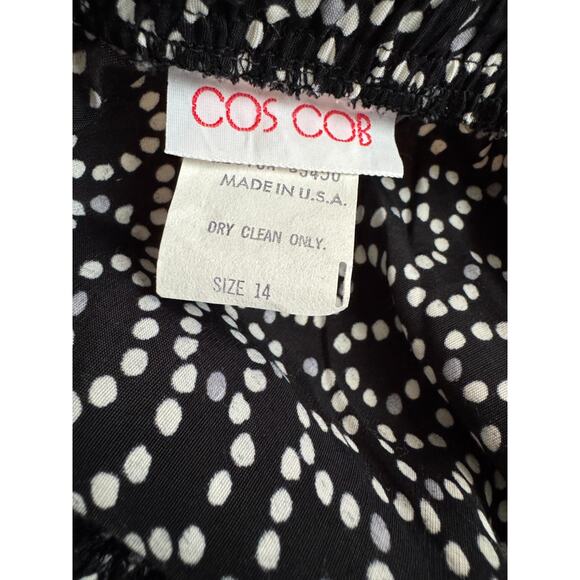 COS COB
MADE IN U.S.A.
DRY CLEAN ONLY.
SIZE 14